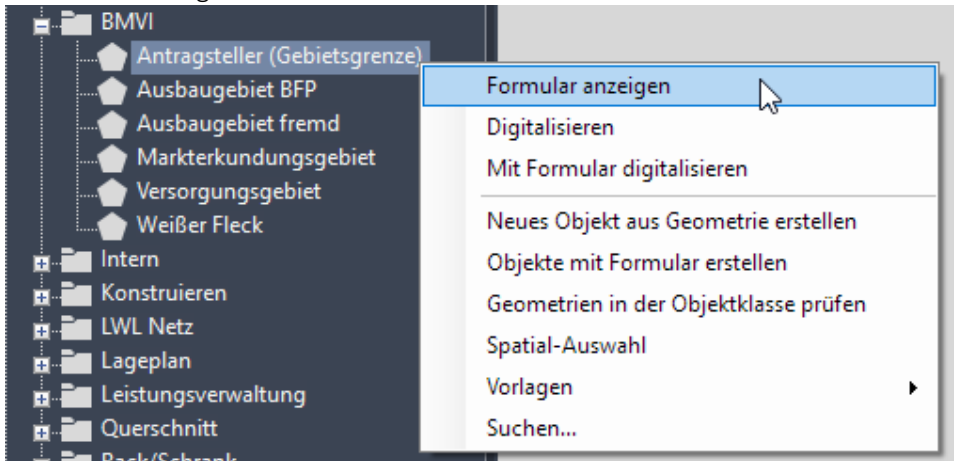 BMVI
Antragsteller (Gebietsgrenze)
Ausbaugebiet BFP
Ausbaugebiet fremd
Markterkundungsgebiet
Versorgungsgebiet
Weißer Fleck
Intern
Konstruieren
LWL Netz
Lageplan
Leistungsverwaltung
Querschnitt
Formular anzeigen
Digitalisieren
Mit Formular digitalisieren
Neues Objekt aus Geometrie erstellen
Objekte mit Formular erstellen
Geometrien in der Objektklasse prüfen
Spatial-Auswahl
Vorlagen
Suchen...